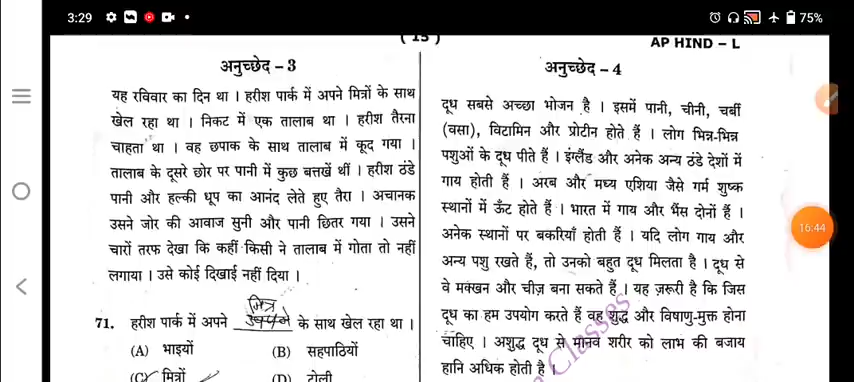 3:29
75%
( 15 )
AP HIND – L
अनुच्छेद – 3
यह रविवार का दिन था । हरीश पार्क में अपने मित्रों के साथ
खेल रहा था । निकट में एक तालाब था । हरीश तैरना
चाहता था । वह छपाक के साथ तालाब में कूद गया ।
तालाब के दूसरे छोर पर पानी में कुछ बत्तखें थीं । हरीश ठंडे
पानी और हल्की धूप का आनंद लेते हुए तैरा । अचानक
उसने जोर की आवाज सुनी और पानी छितर गया । उसने
चारों तरफ देखा कि कहीं किसी ने तालाब में गोता तो नहीं
लगाया । उसे कोई दिखाई नहीं दिया ।
मित्र
71. हरीश पार्क में अपने के साथ खेल रहा था ।
(A) भाइयों (B) सहपाठियों
(C) मित्रों (D) टोली
अनुच्छेद – 4
दूध सबसे अच्छा भोजन है । इसमें पानी, चीनी, चर्बी
(वसा), विटामिन और प्रोटीन होते हैं । लोग भिन्न-भिन्न
पशुओं के दूध पीते हैं । इंग्लैंड और अनेक अन्य ठंडे देशों में
गाय होती हैं । अरब और मध्य एशिया जैसे गर्म शुष्क
स्थानों में ऊँट होते हैं । भारत में गाय और भैंस दोनों हैं ।
अनेक स्थानों पर बकरियाँ होती हैं । यदि लोग गाय और
अन्य पशु रखते हैं, तो उनको बहुत दूध मिलता है । दूध से
वे मक्खन और चीज़ बना सकते हैं । यह ज़रूरी है कि जिस
दूध का हम उपयोग करते हैं वह शुद्ध और विषाणु-मुक्त होना
चाहिए । अशुद्ध दूध से मानव शरीर को लाभ की बजाय
हानि अधिक होती है ।
Classes
16:44